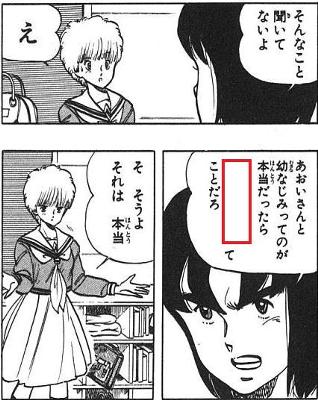 そんなこと
聞いて
ないよ
え
あおいさんと
幼なじみってのが
本当だったら
て
ことだろ
そ そうよ
それは 本当